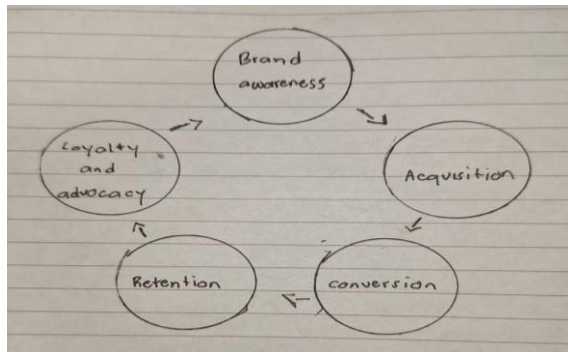 Brand
awareness
Acquisition
conversion
Retention
Loyalty
and
advocacy